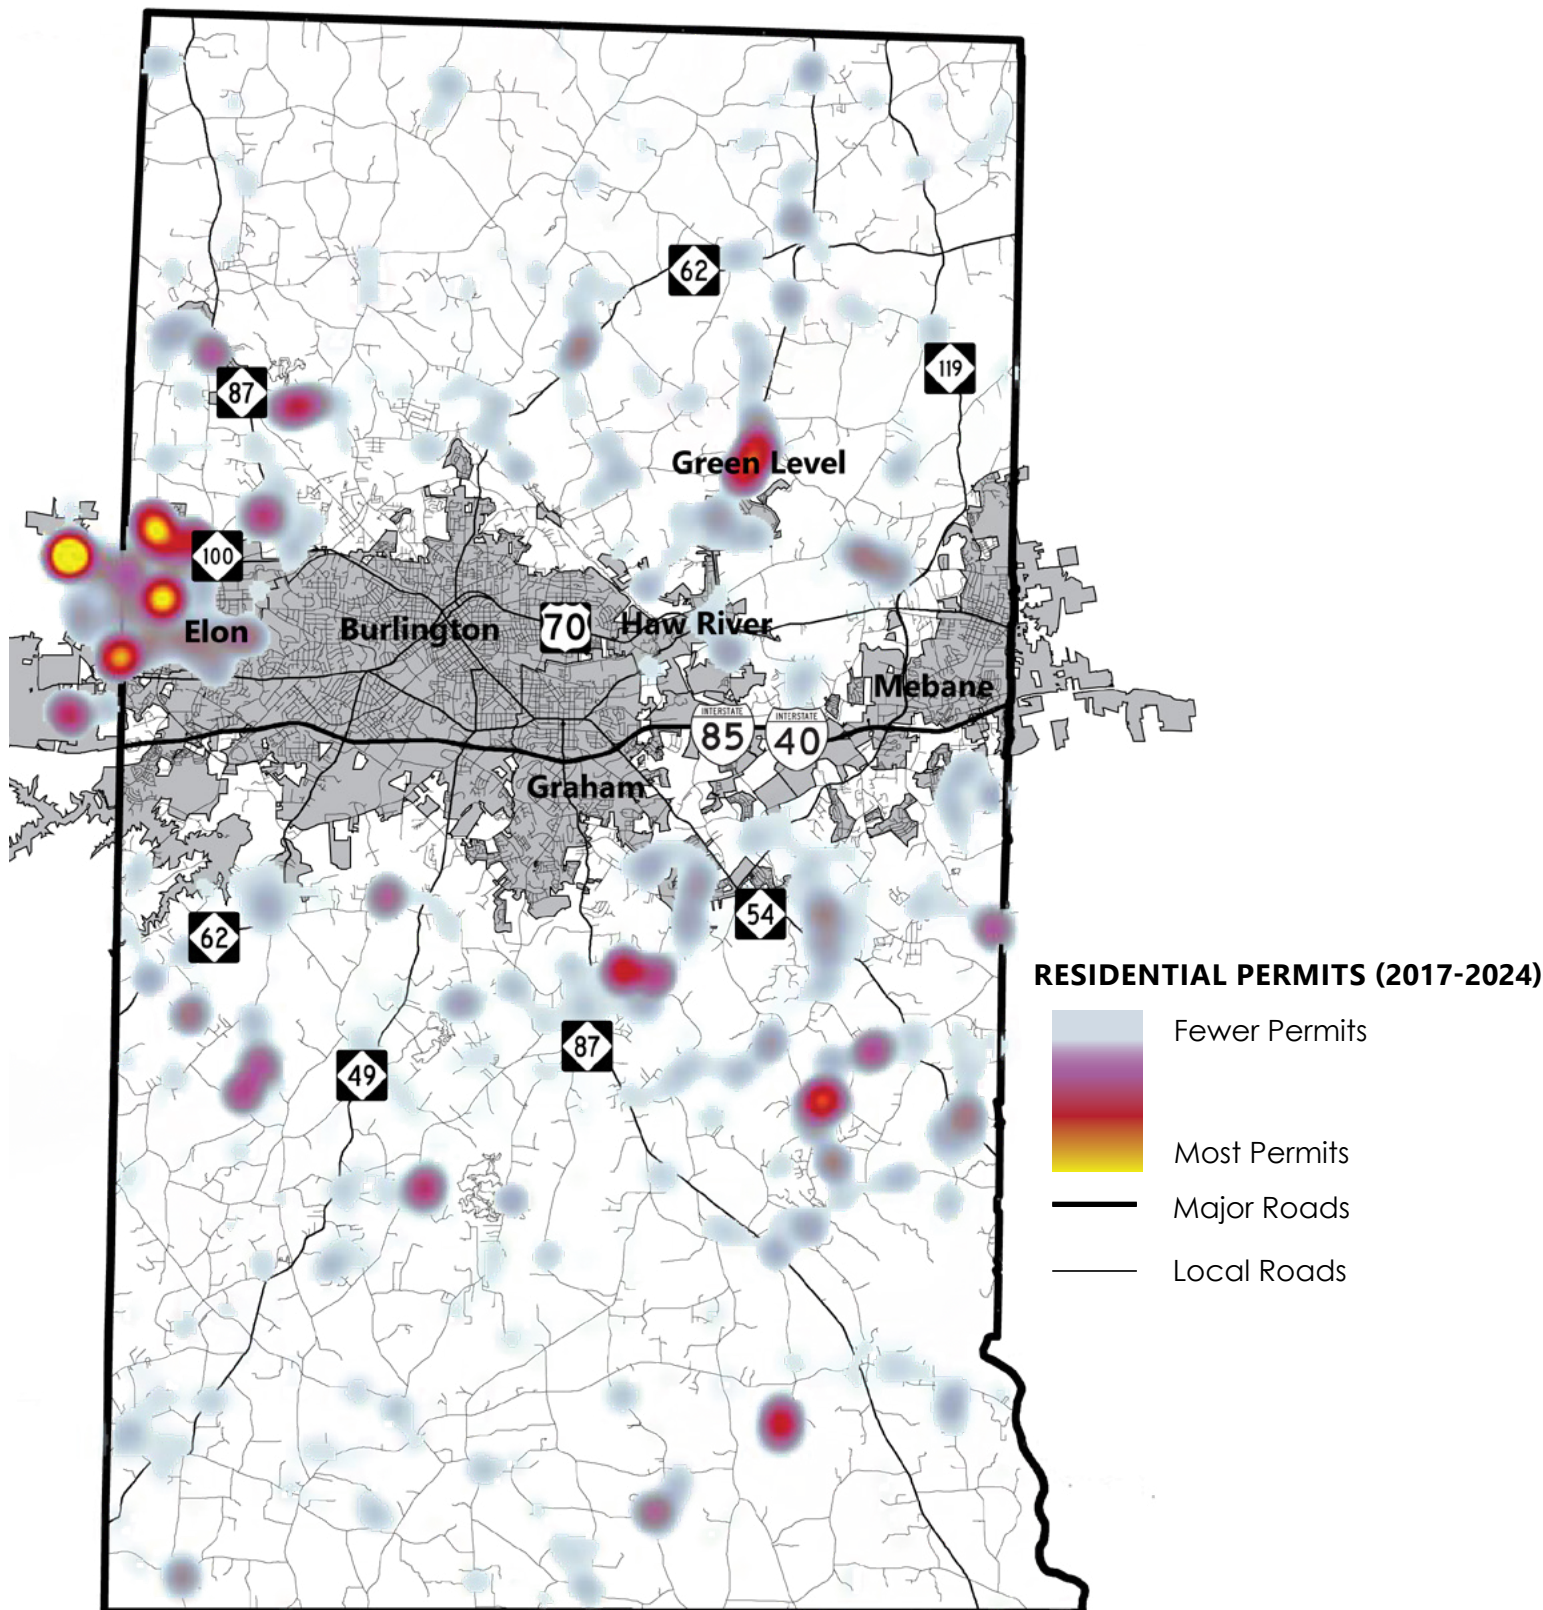 62
119
87
Green Level
100
Elon
Burlington
70
Haw River
Mebane
INTERSTATE
85
INTERSTATE
40
Graham
54
62
87
49
RESIDENTIAL PERMITS (2017-2024)
Fewer Permits
Most Permits
Major Roads
Local Roads